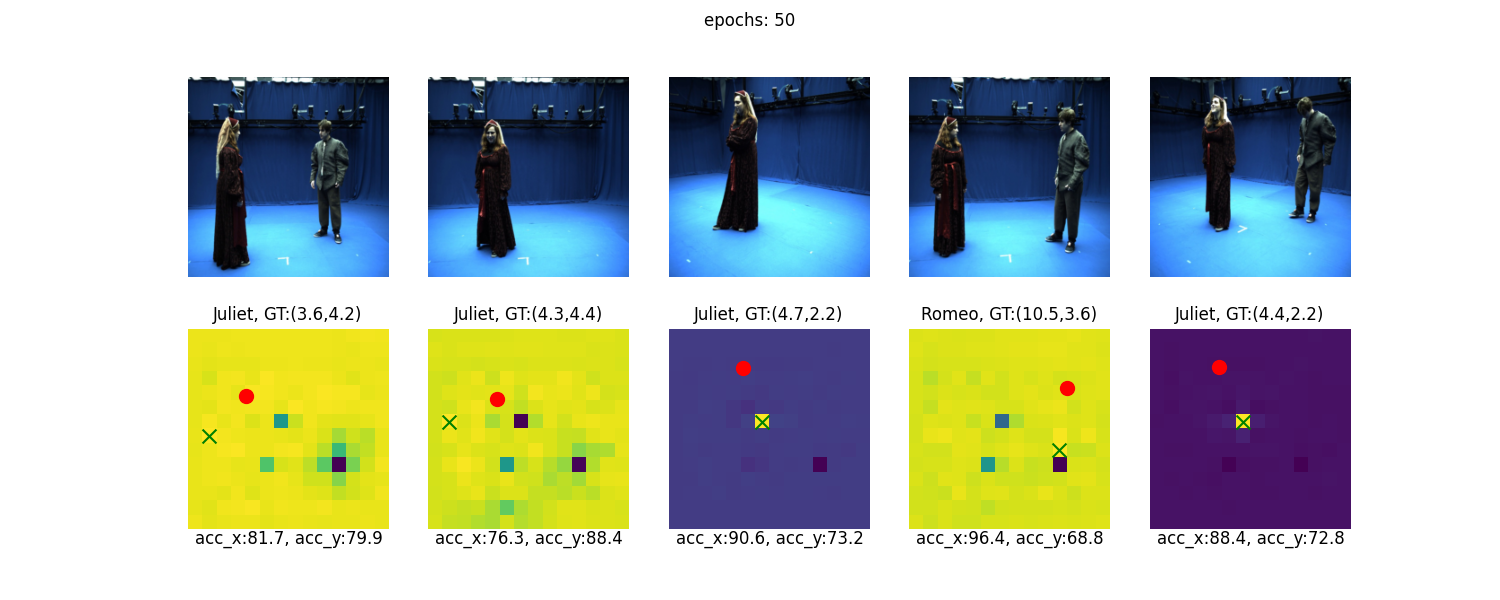 epochs: 50
Juliet, GT:(3.6,4.2)
Juliet, GT:(4.3,4.4)
Juliet, GT:(4.7,2.2)
Romeo, GT:(10.5,3.6)
Juliet, GT:(4.4,2.2)
acc_x:81.7, acc_y:79.9
acc_x:76.3, acc_y:88.4
acc_x:90.6, acc_y:73.2
acc_x:96.4, acc_y:68.8
acc_x:88.4, acc_y:72.8